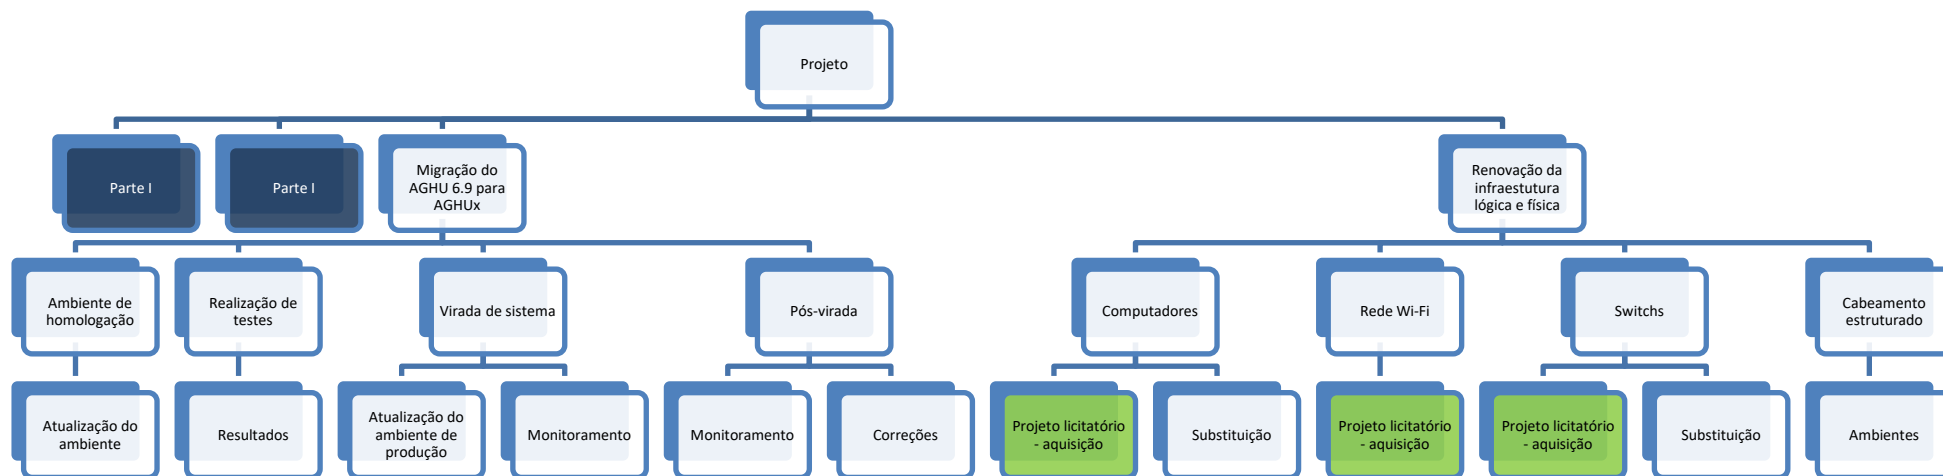 Projeto
Parte I
Parte I
Migração do
AGHU 6.9 para
AGHUx
Renovação da
infraestutura
lógica e física
Ambiente de
homologação
Realização de
testes
Virada de sistema
Pós-virada
Computadores
Rede Wi-Fi
Switchs
Cabeamento
estruturado
Atualização do
ambiente
Resultados
Atualização do
ambiente de
produção
Monitoramento
Monitoramento
Correções
Projeto licitatório
- aquisição
Substituição
Projeto licitatório
- aquisição
Projeto licitatório
- aquisição
Substituição
Ambientes